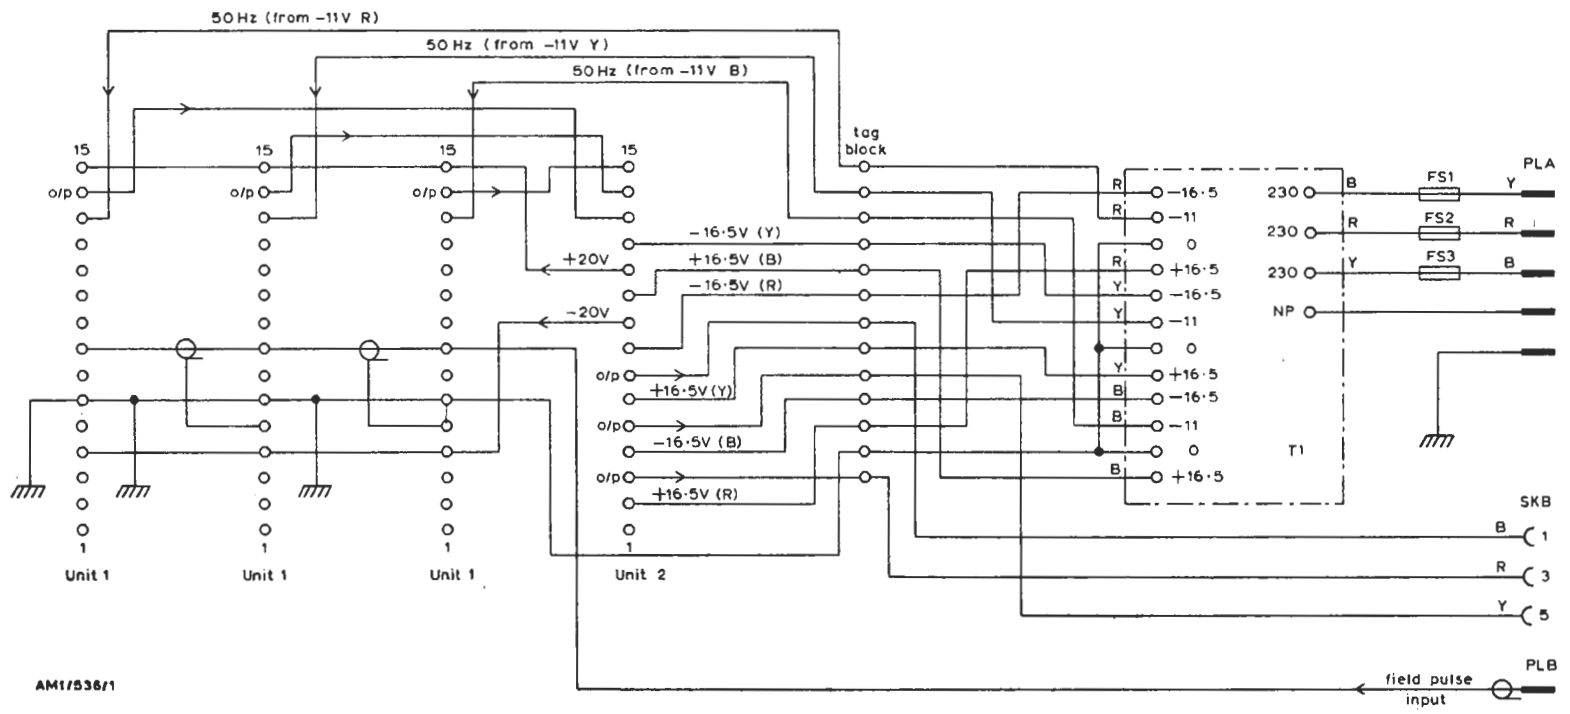 50 Hz (from -11V R)
50 Hz (from -11V Y)
50 Hz (from -11V B)
tag
block
15
15
15
15
o/p
o/p
o/p
+20V
-20V
-16·5V (Y)
+16·5V (B)
-16·5V (R)
o/p
+16·5V (Y)
o/p
-16·5V (B)
o/p
+16·5V (R)
1
1
1
1
Unit 1
Unit 1
Unit 1
Unit 2
R -16·5
R -11
0
R +16·5
Y -16·5
Y -11
0
Y +16·5
B -16·5
B -11
0
B +16·5
T1
230 B FS1 Y
230 R FS2 R
230 Y FS3 B
NP
PLA
SKB
B 1
R 3
Y 5
PLB
field pulse
input
AM1/536/1